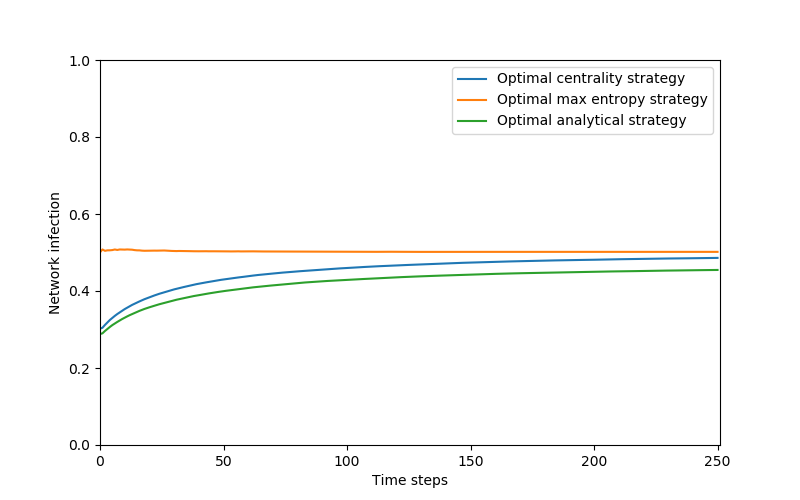 Optimal centrality strategy
Optimal max entropy strategy
Optimal analytical strategy
1.0
0.8
0.6
0.4
0.2
0.0
Network infection
0 50 100 150 200 250
Time steps